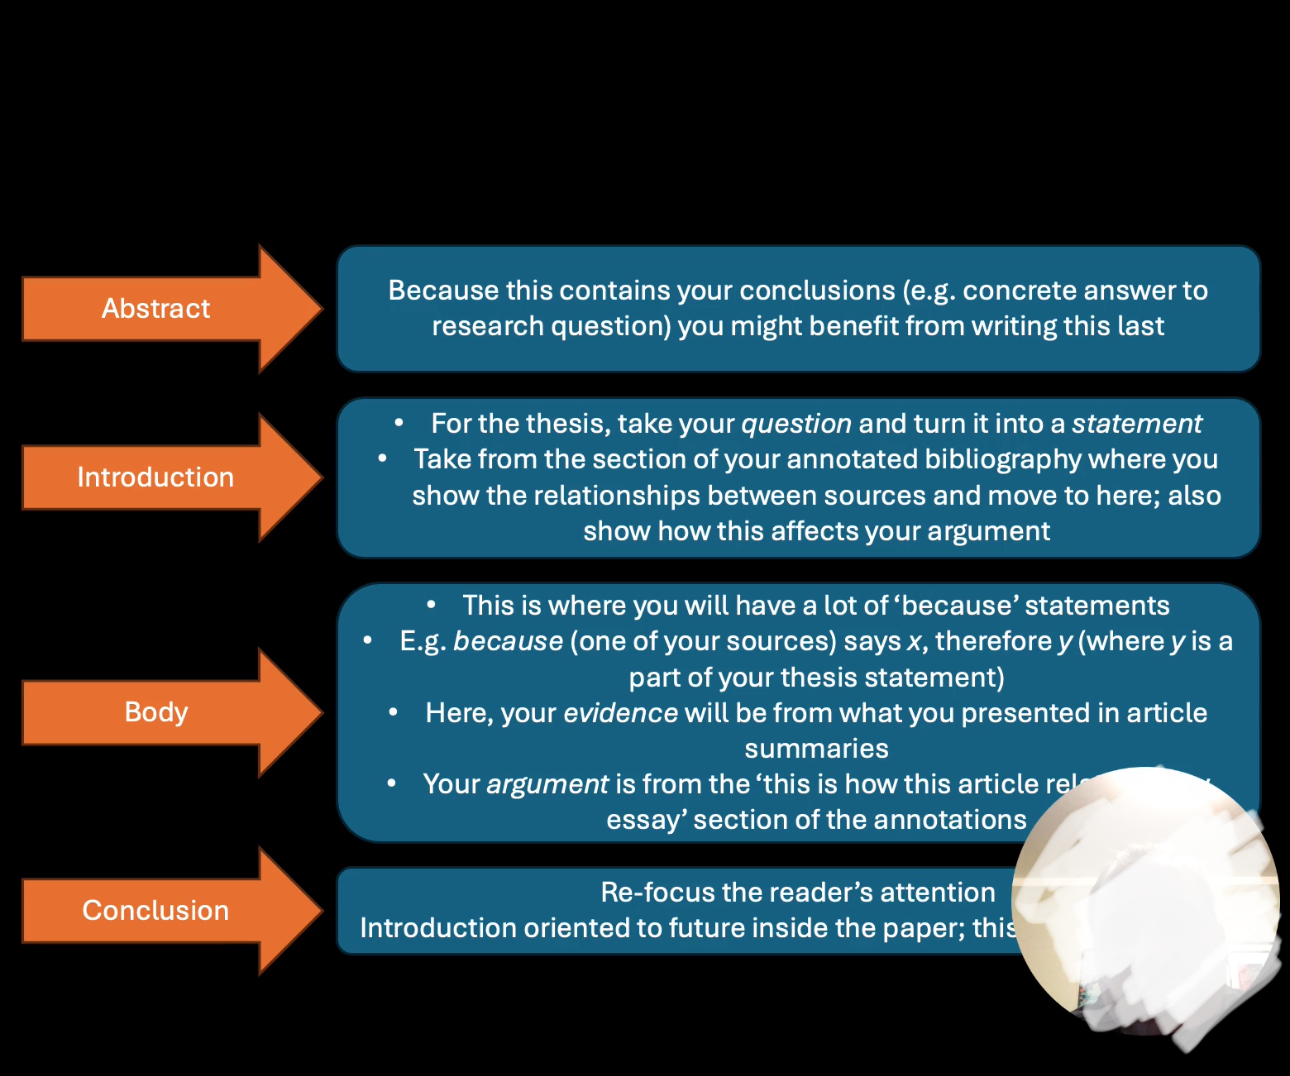 Abstract
Because this contains your conclusions (e.g. concrete answer to
research question) you might benefit from writing this last
Introduction
• For the thesis, take your question and turn it into a statement
• Take from the section of your annotated bibliography where you
show the relationships between sources and move to here; also
show how this affects your argument
Body
• This is where you will have a lot of ‘because’ statements
• E.g. because (one of your sources) says x, therefore y (where y is a
part of your thesis statement)
• Here, your evidence will be from what you presented in article
summaries
• Your argument is from the ‘this is how this article
essay’ section of the annotations
Conclusion
Re-focus the reader’s attention
Introduction oriented to future inside the paper; this